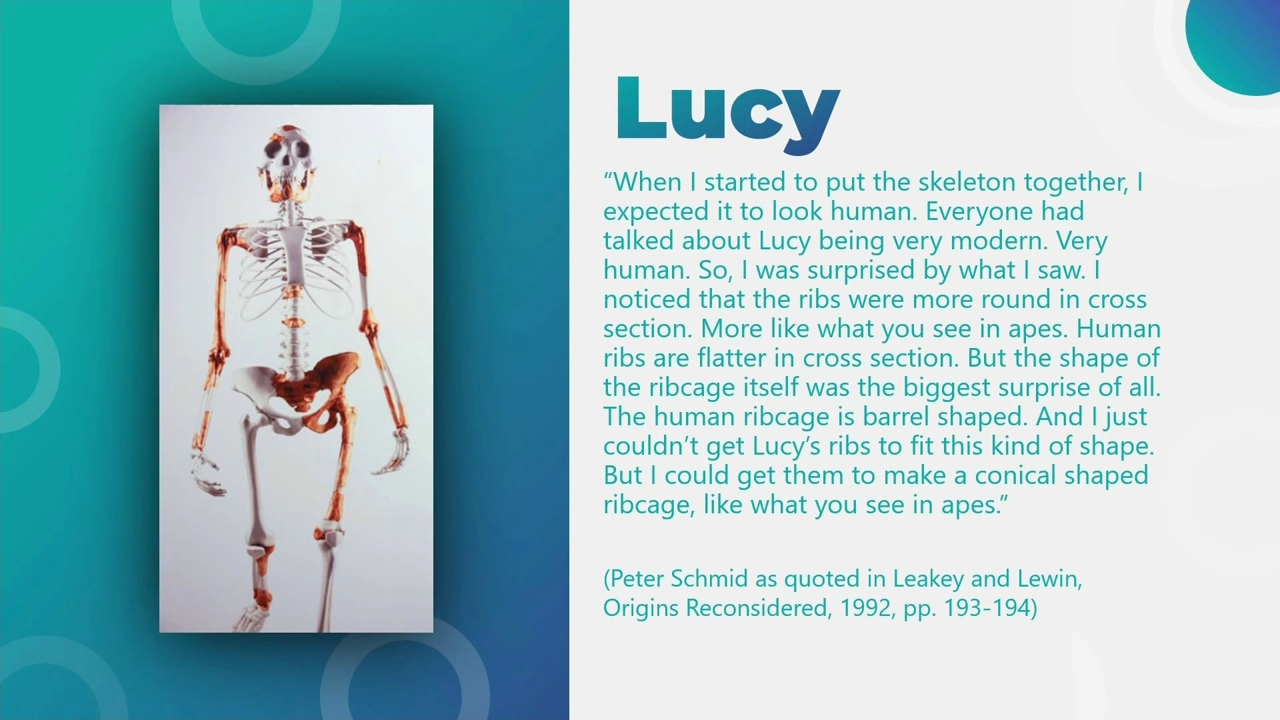 Lucy
“When I started to put the skeleton together, I
expected it to look human. Everyone had
talked about Lucy being very modern. Very
human. So, I was surprised by what I saw. I
noticed that the ribs were more round in cross
section. More like what you see in apes. Human
ribs are flatter in cross section. But the shape of
the ribcage itself was the biggest surprise of all.
The human ribcage is barrel shaped. And I just
couldn’t get Lucy’s ribs to fit this kind of shape.
But I could get them to make a conical shaped
ribcage, like what you see in apes.”
(Peter Schmid as quoted in Leakey and Lewin,
Origins Reconsidered, 1992, pp. 193-194)